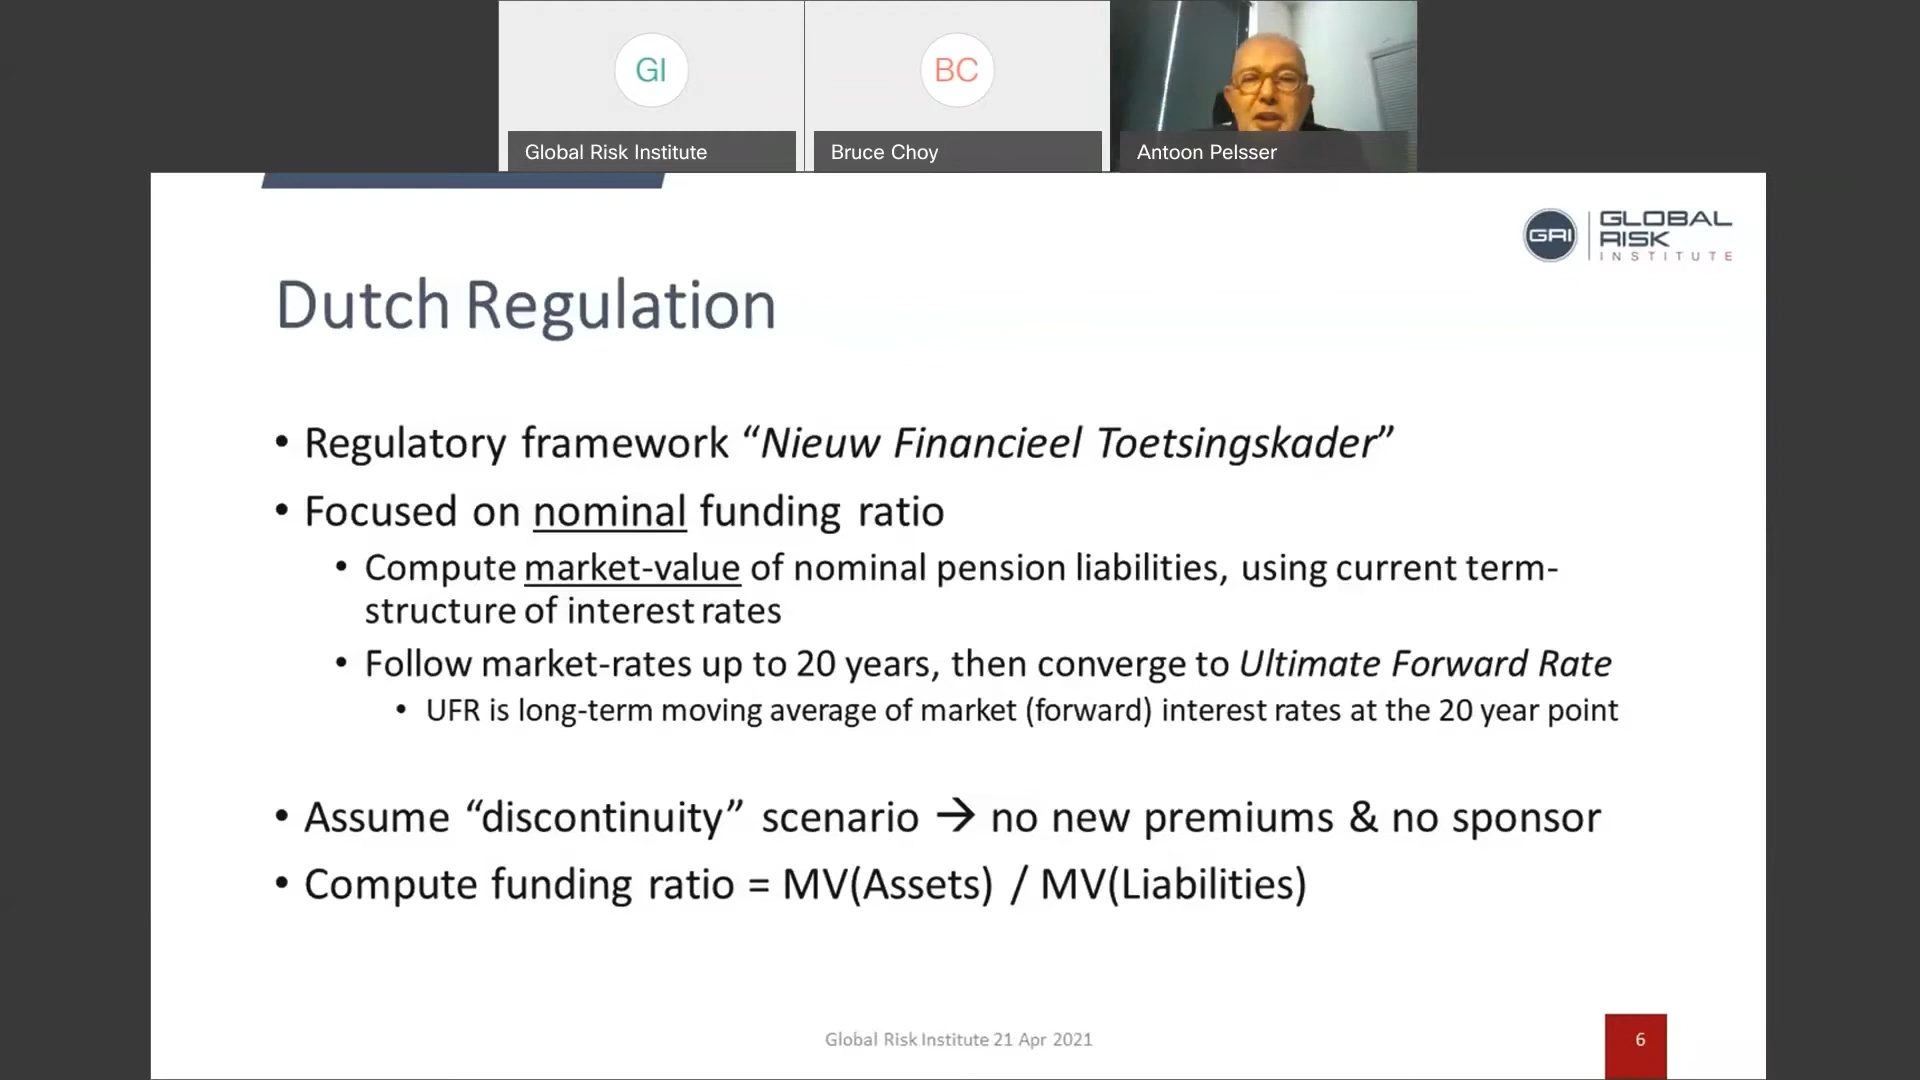 GI
BC
Global Risk Institute
Bruce Choy
Antoon Pelsser
GRI
GLOBAL
RISK
INSTITUTE
Dutch Regulation
• Regulatory framework “Nieuw Financieel Toetsingskader”
• Focused on nominal funding ratio
• Compute market-value of nominal pension liabilities, using current term-
structure of interest rates
• Follow market-rates up to 20 years, then converge to Ultimate Forward Rate
• UFR is long-term moving average of market (forward) interest rates at the 20 year point
• Assume “discontinuity” scenario → no new premiums & no sponsor
• Compute funding ratio = MV(Assets) / MV(Liabilities)
Global Risk Institute 21 Apr 2021
6